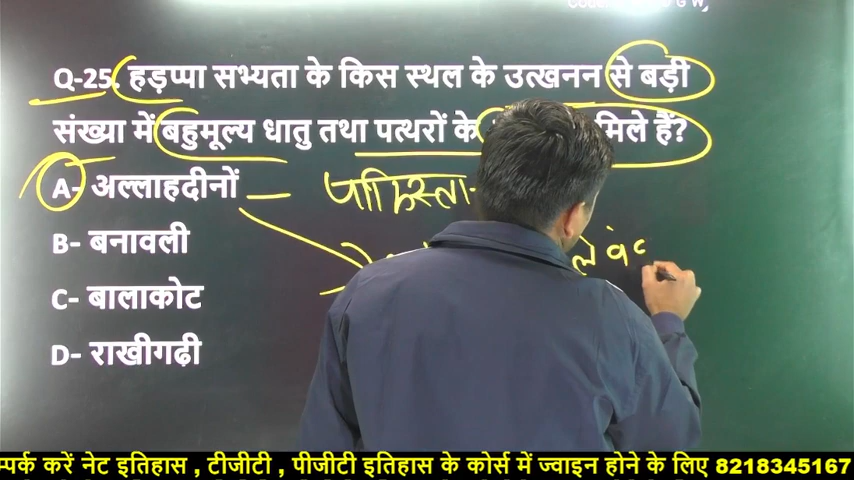 Q-25. हड़प्पा सभ्यता के किस स्थल के उत्खनन से बड़ी
संख्या में बहुमूल्य धातु तथा पत्थरों के मिले हैं?
A- अल्लाहदीनों
B- बनावली
C- बालाकोट
D- राखीगढ़ी
म्पर्क करें नेट इतिहास , टीजीटी , पीजीटी इतिहास के कोर्स में ज्वाइन होने के लिए 8218345167